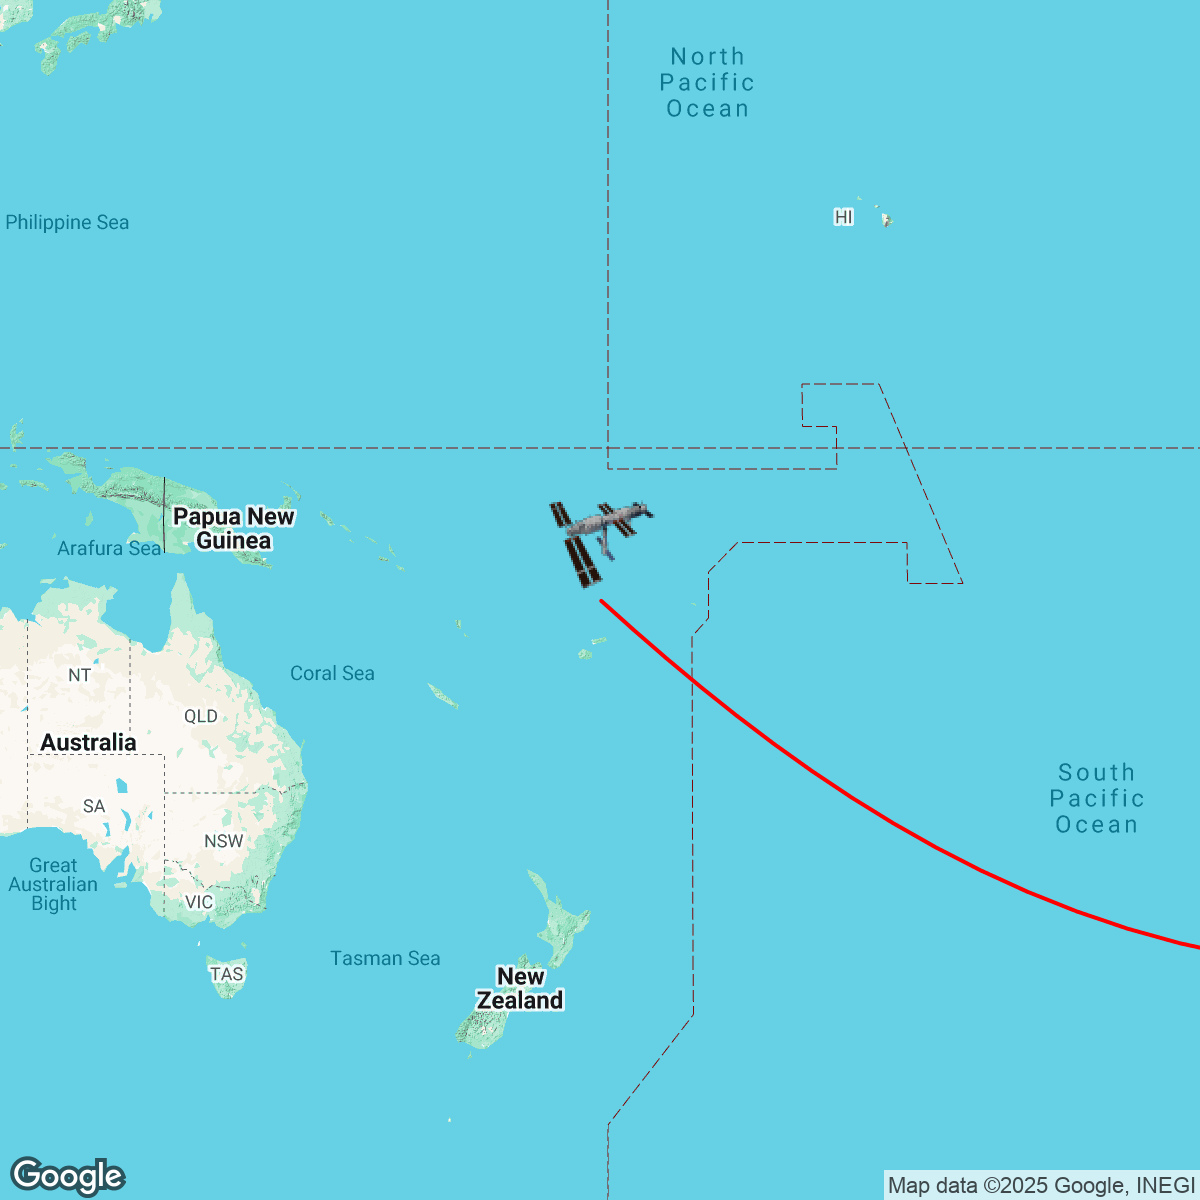 North
Pacific
Ocean
Philippine Sea
HI
Papua New
Guinea
Arafura Sea
Coral Sea
NT
QLD
Australia
South
Pacific
Ocean
SA
NSW
Great
Australian
Bight
VIC
Tasman Sea
TAS
New
Zealand
Google
Map data ©2025 Google, INEGI